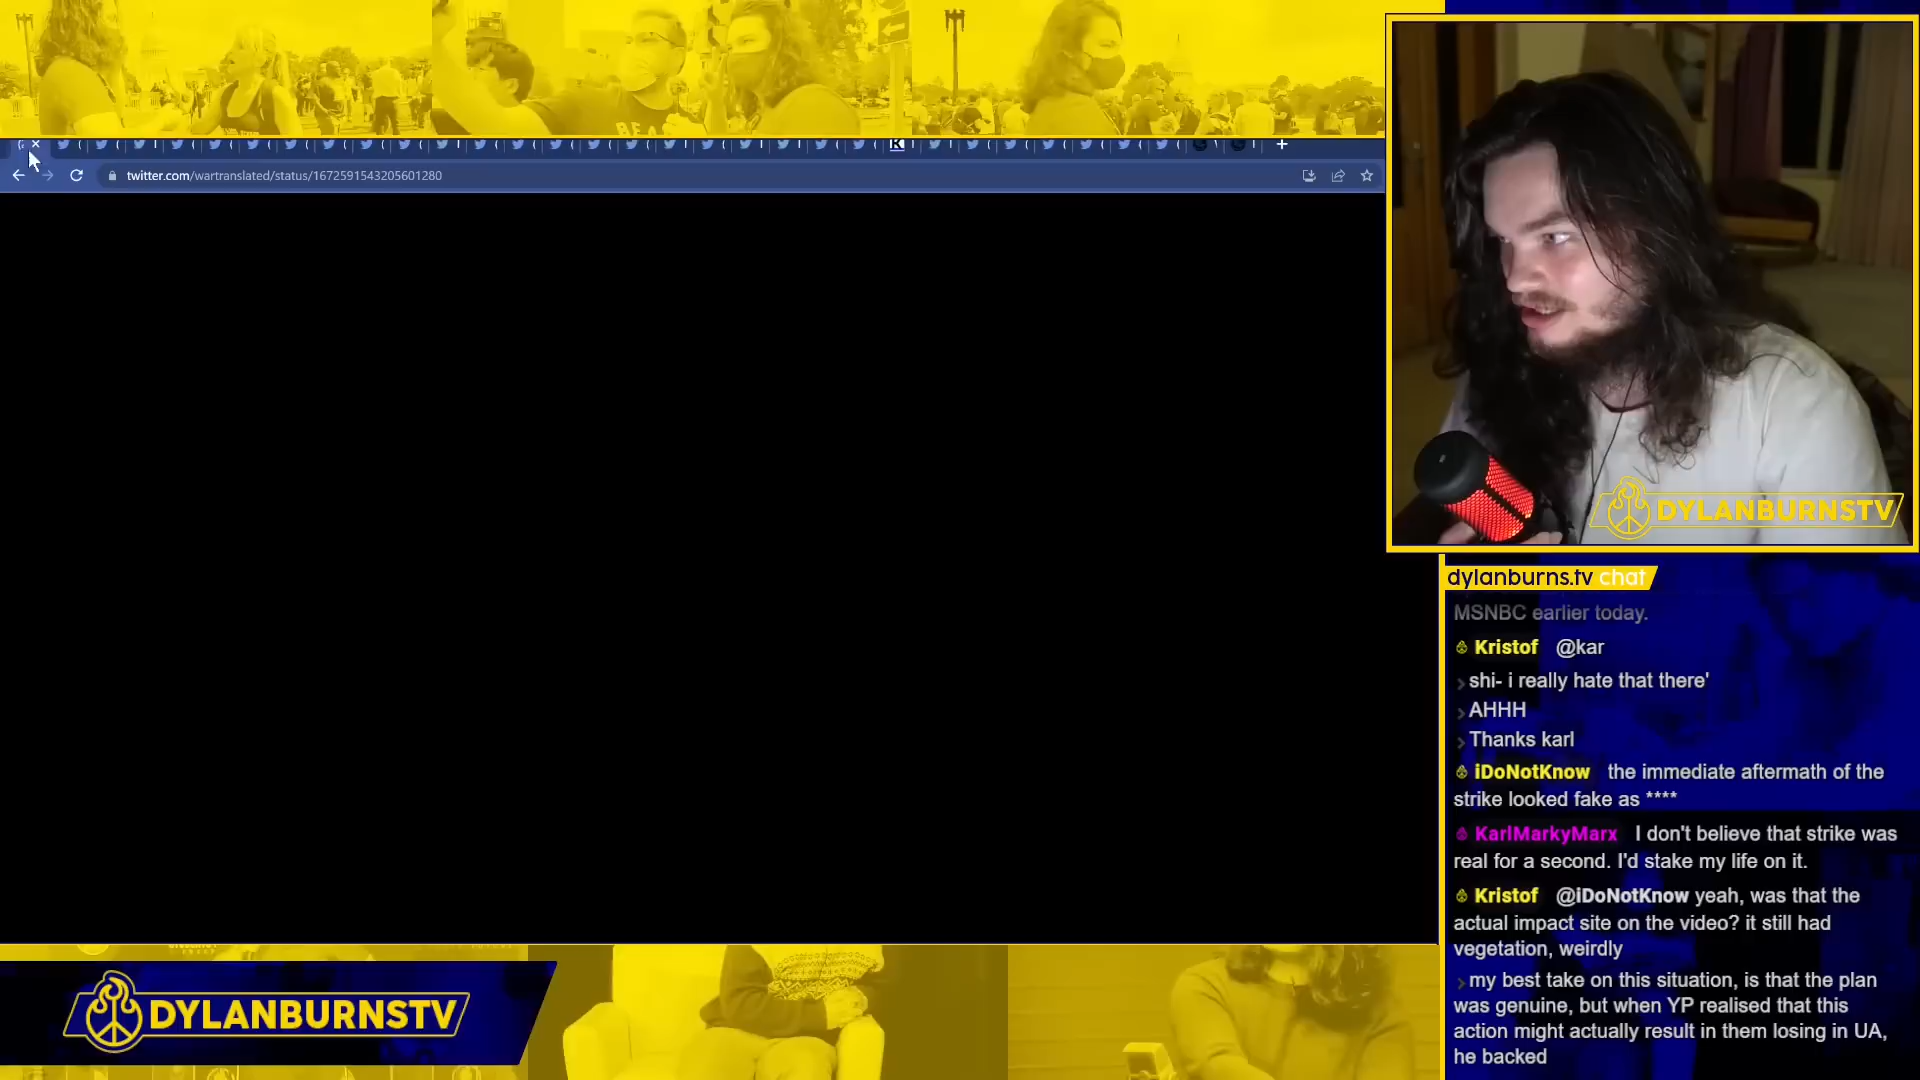 twitter.com/wartranslated/status/1672591543205601280
DYLANBURNSTV
dylanburns.tv chat
MSNBC earlier today.
Kristof @kar
shi- i really hate that there'
AHHH
Thanks karl
iDoNotKnow the immediate aftermath of the
strike looked fake as ****
KarlMarkyMarx I don't believe that strike was
real for a second. I'd stake my life on it.
Kristof @iDoNotKnow yeah, was that the
actual impact site on the video? it still had
vegetation, weirdly
my best take on this situation, is that the plan
was genuine, but when YP realised that this
action might actually result in them losing in UA,
he backed
DYLANBURNSTV